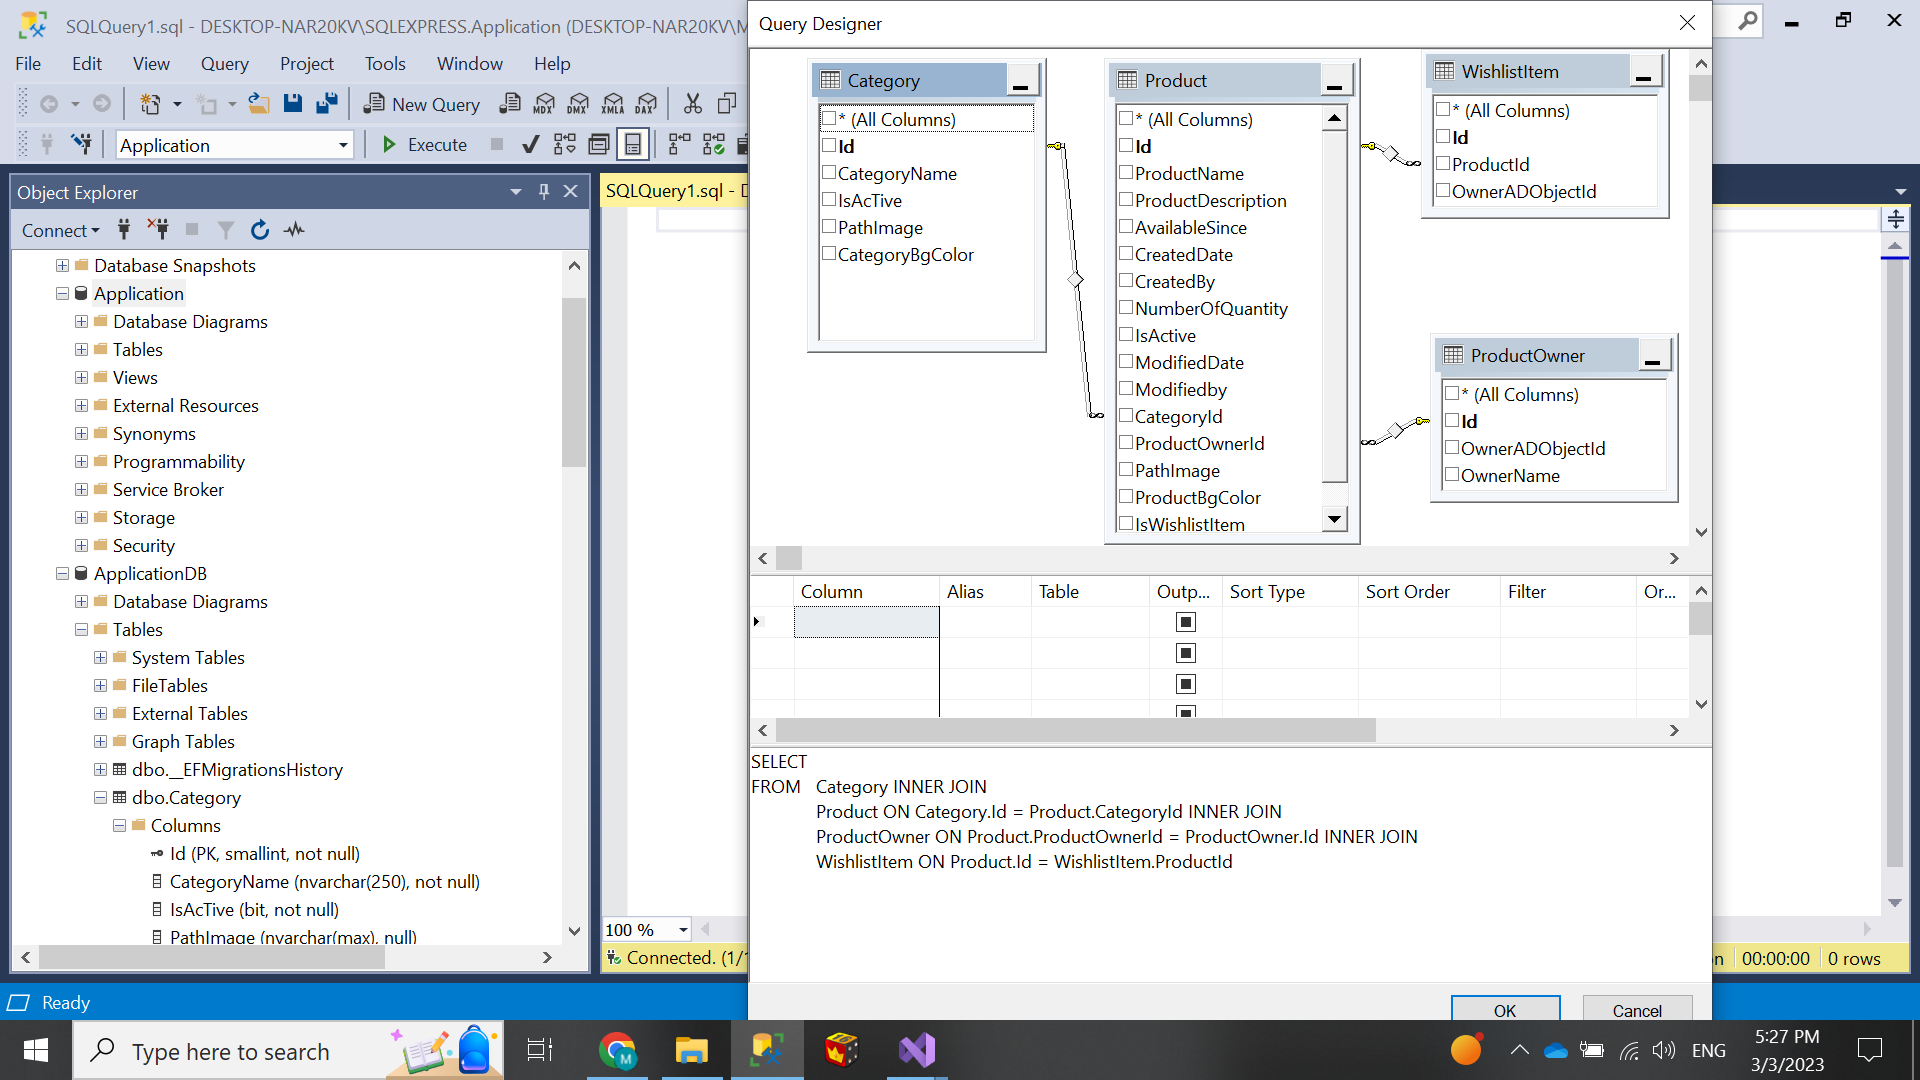 SQLQuery1.sql - DESKTOP-NAR20KV\SQLEXPRESS.Application (DESKTOP-NAR20KV\M
File Edit View Query Project Tools Window Help
New Query MDX DMX XMLA DAX
Application Execute
Object Explorer
Connect
Database Snapshots
Application
Database Diagrams
Tables
Views
External Resources
Synonyms
Programmability
Service Broker
Storage
Security
ApplicationDB
Database Diagrams
Tables
System Tables
FileTables
External Tables
Graph Tables
dbo.__EFMigrationsHistory
dbo.Category
Columns
Id (PK, smallint, not null)
CategoryName (nvarchar(250), not null)
IsAcTive (bit, not null)
PathImage (nvarchar(max), null)
SQLQuery1.sql - D
100 %
Connected. (1/1
Query Designer
Category
* (All Columns)
Id
CategoryName
IsAcTive
PathImage
CategoryBgColor
Product
* (All Columns)
Id
ProductName
ProductDescription
AvailableSince
CreatedDate
CreatedBy
NumberOfQuantity
IsActive
ModifiedDate
Modifiedby
CategoryId
ProductOwnerId
PathImage
ProductBgColor
IsWishlistItem
WishlistItem
* (All Columns)
Id
ProductId
OwnerADObjectId
ProductOwner
* (All Columns)
Id
OwnerADObjectId
OwnerName
Column Alias Table Outp... Sort Type Sort Order Filter Or...
SELECT
FROM Category INNER JOIN
Product ON Category.Id = Product.CategoryId INNER JOIN
ProductOwner ON Product.ProductOwnerId = ProductOwner.Id INNER JOIN
WishlistItem ON Product.Id = WishlistItem.ProductId
OK Cancel
n 00:00:00 0 rows
Ready
Type here to search
M
ENG
5:27 PM
3/3/2023